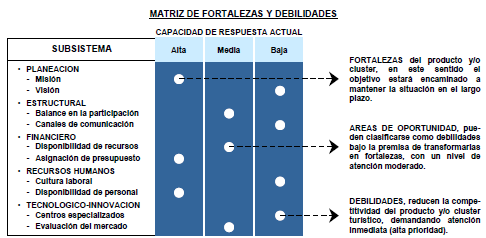 MATRIZ DE FORTALEZAS Y DEBILIDADES
CAPACIDAD DE RESPUESTA ACTUAL
SUBSISTEMA
Alta
Media
Baja
• PLANEACION
– Misión
– Visión
• ESTRUCTURAL
– Balance en la participación
– Canales de comunicación
• FINANCIERO
– Disponibilidad de recursos
– Asignación de presupuesto
• RECURSOS HUMANOS
– Cultura laboral
– Disponibilidad de personal
• TECNOLOGICO-INNOVACION
– Centros especializados
– Evaluación del mercado
FORTALEZAS del producto y/o
cluster, en este sentido el
objetivo estará encaminado a
mantener la situación en el largo
plazo.
AREAS DE OPORTUNIDAD, pue-
den clasificarse como debilidades
bajo la premisa de transformarlas
en fortalezas, con un nivel de
atención moderado.
DEBILIDADES, reducen la compe-
titividad del producto y/o cluster
turístico, demandando atención
inmediata (alta prioridad).